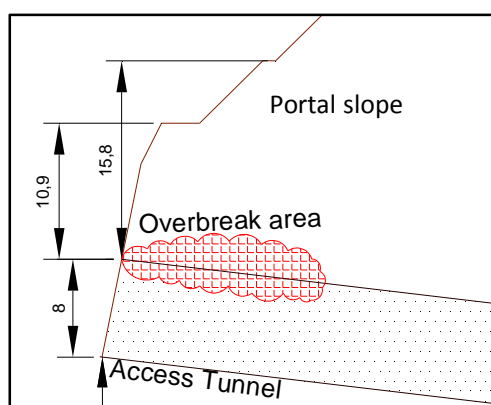 Portal slope
15,8
10,9
Overbreak area
8
Access Tunnel